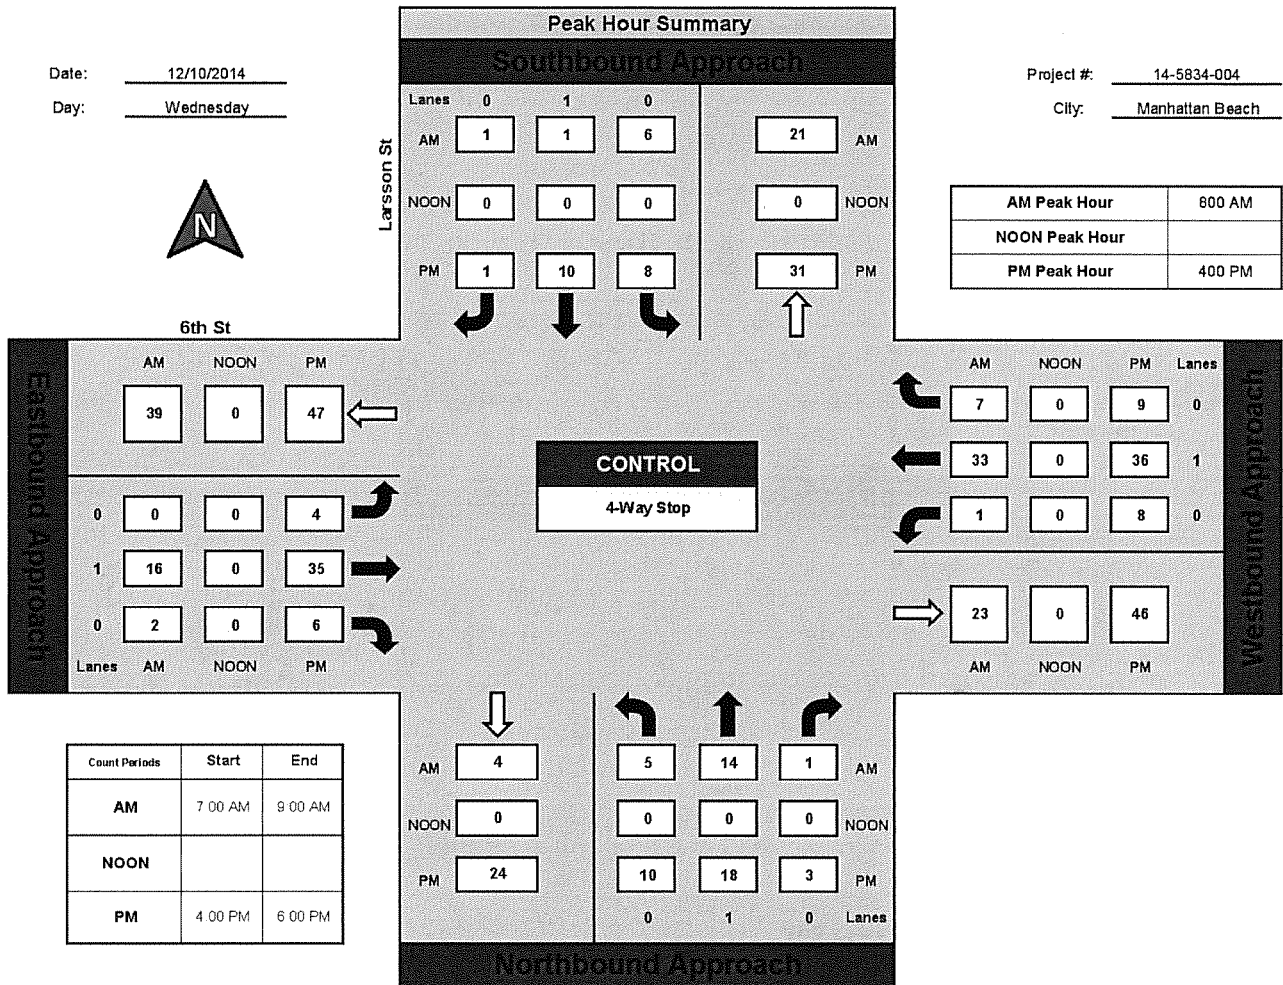 Peak Hour Summary
Southbound Approach
Date: 12/10/2014
Day: Wednesday
Project #: 14-5834-004
City: Manhattan Beach
N
Larsson St
Lanes 0 1 0
AM 1 1 6 21 AM
NOON 0 0 0 0 NOON
PM 1 10 8 31 PM
AM Peak Hour 800 AM
NOON Peak Hour
PM Peak Hour 400 PM
6th St
Eastbound Approach
AM NOON PM
39 0 47
0 0 0 4
1 16 0 35
0 2 0 6
Lanes AM NOON PM
CONTROL
4-Way Stop
AM NOON PM Lanes
7 0 9 0
33 0 36 1
1 0 8 0
23 0 46
AM NOON PM
Westbound Approach
Count Periods Start End
AM 7:00 AM 9:00 AM
NOON
PM 4:00 PM 6:00 PM
AM 4 5 14 1 AM
NOON 0 0 0 0 NOON
PM 24 10 18 3 PM
0 1 0 Lanes
Northbound Approach